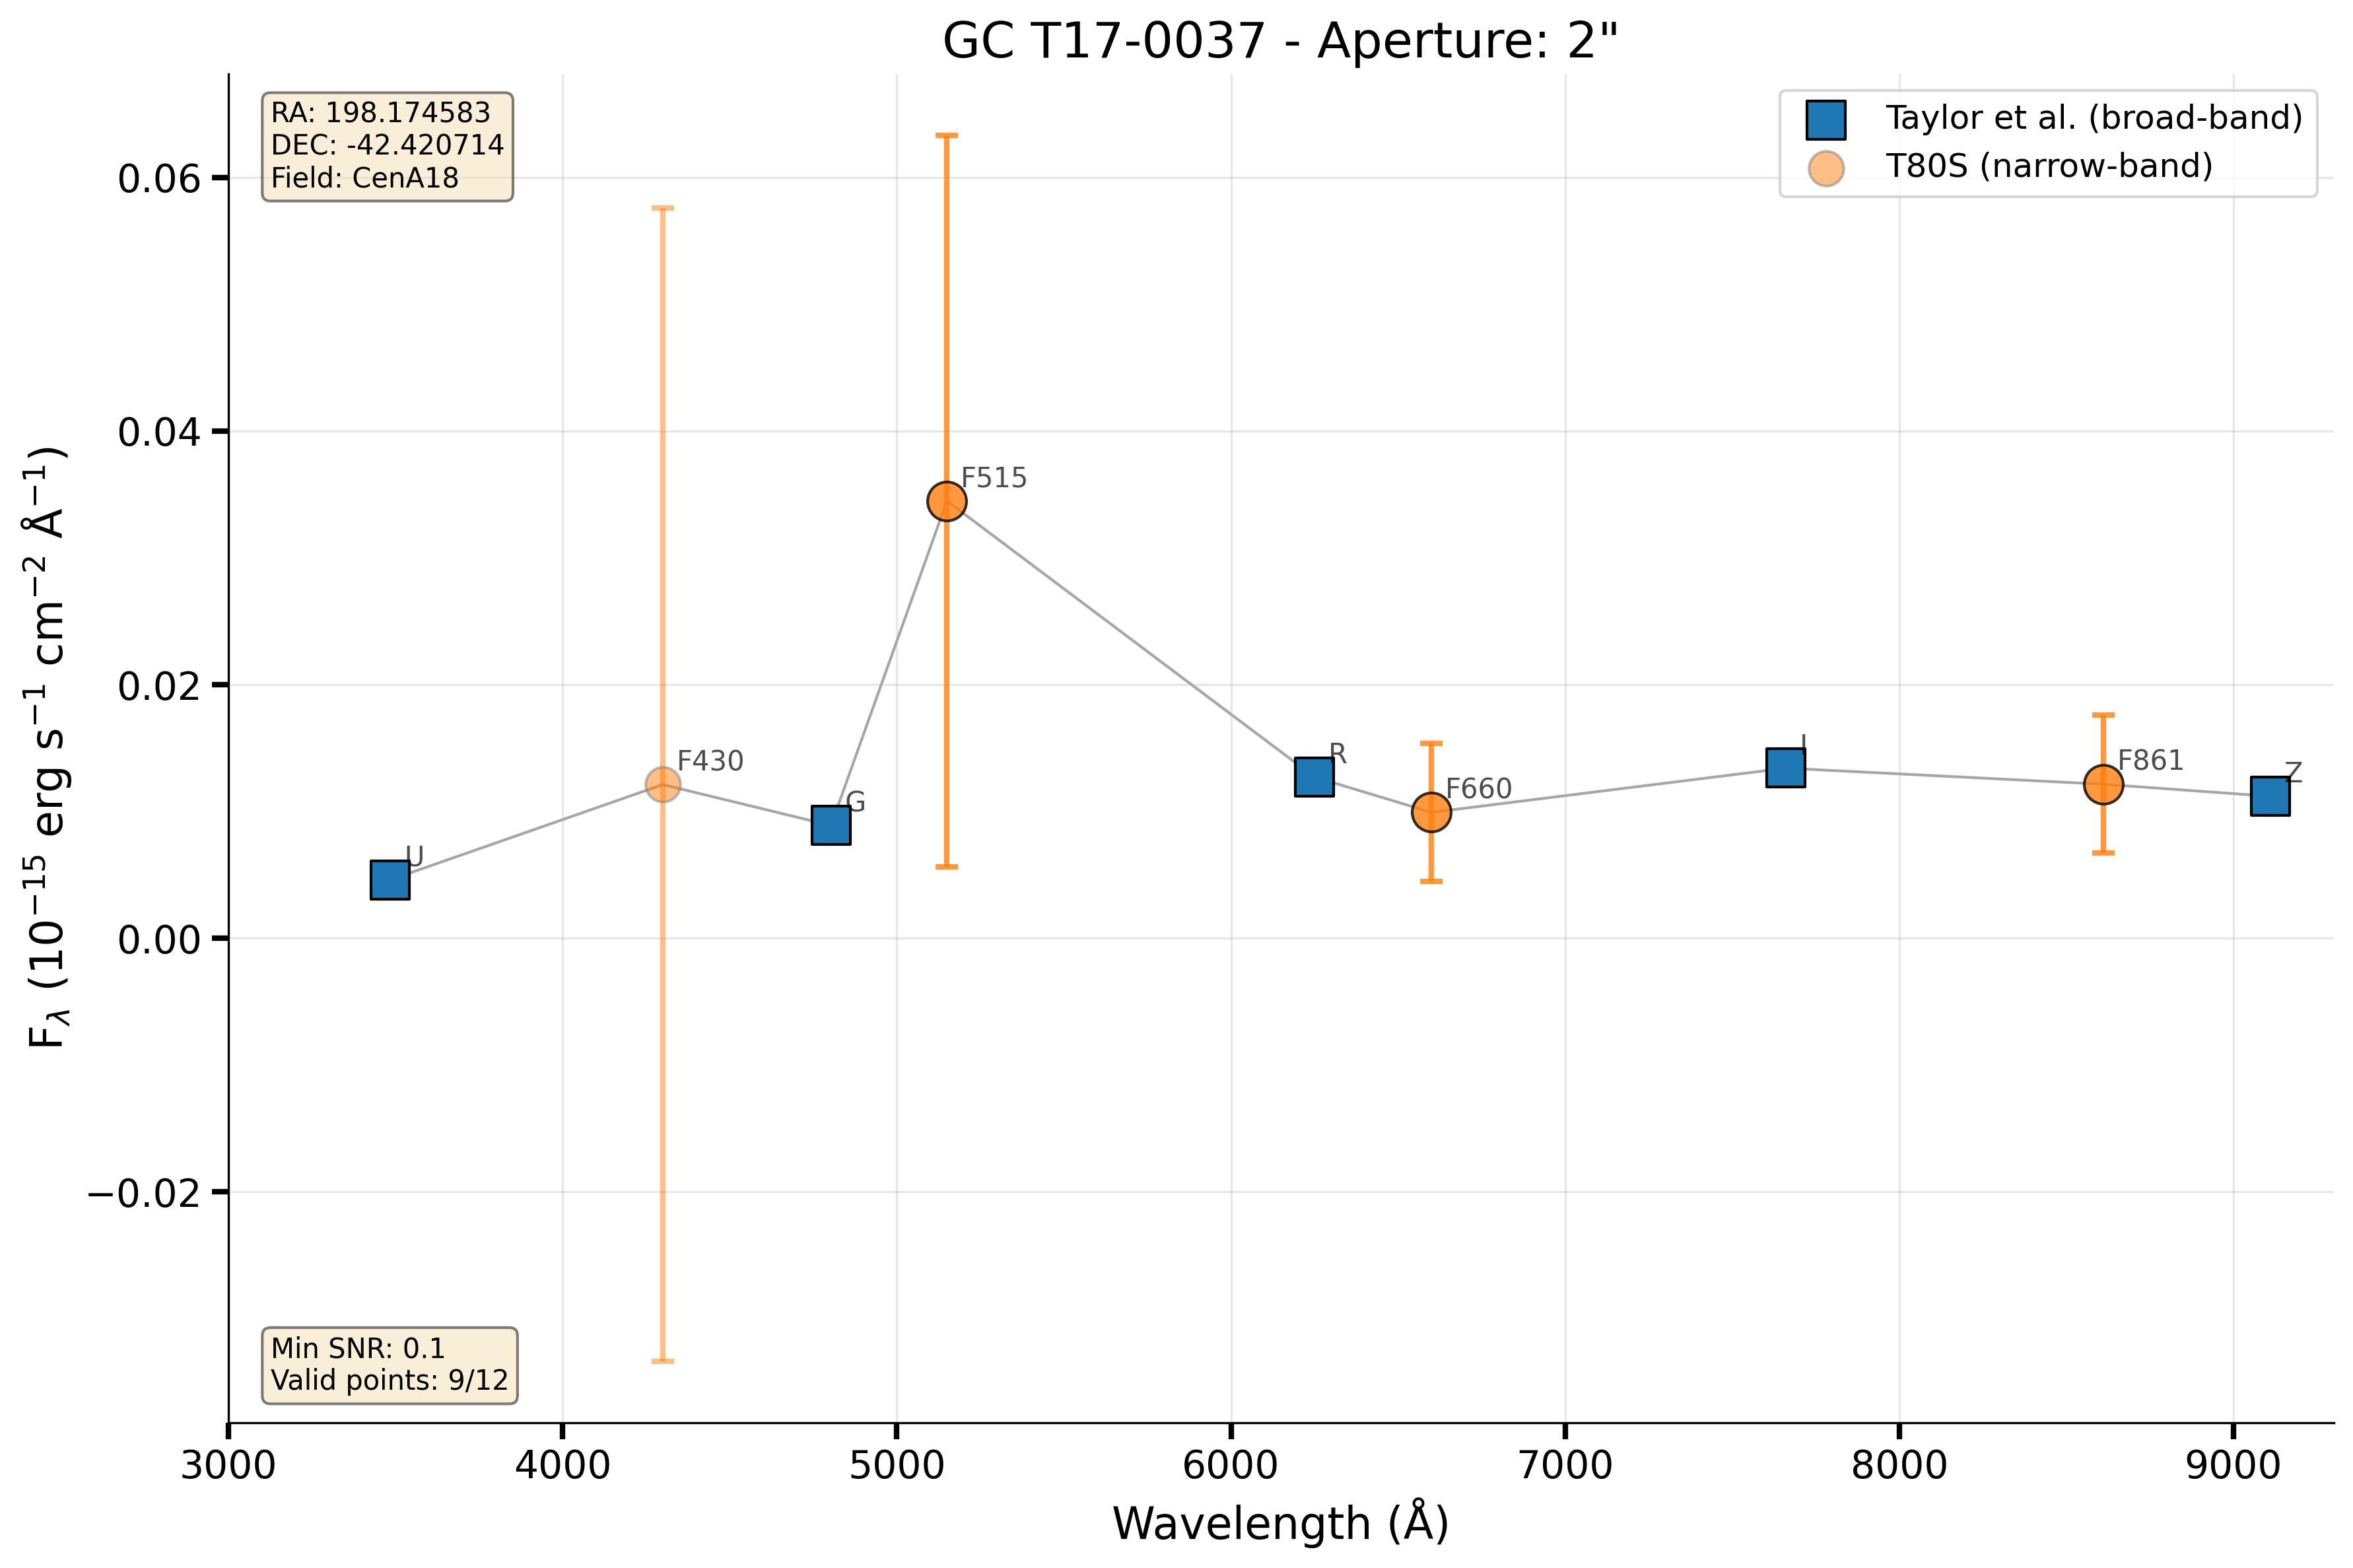 GC T17-0037 - Aperture: 2"
RA: 198.174583
DEC: -42.420714
Field: CenA18
Taylor et al. (broad-band)
T80S (narrow-band)
0.06
0.04
0.02
0.00
−0.02
F515
F430
G
U
R
F660
I
F861
Z
Min SNR: 0.1
Valid points: 9/12
3000
4000
5000
6000
7000
8000
9000
Wavelength (Å)
Fλ (10⁻¹⁵ erg s⁻¹ cm⁻² Å⁻¹)